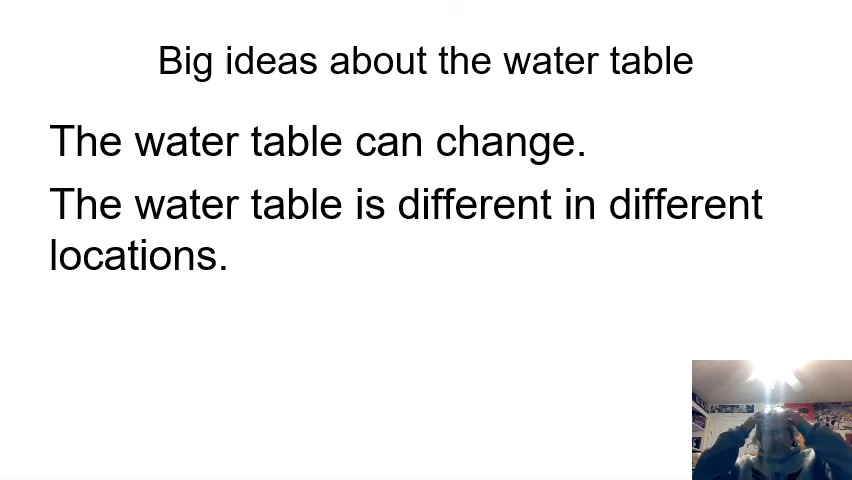 Big ideas about the water table
The water table can change.
The water table is different in different
locations.